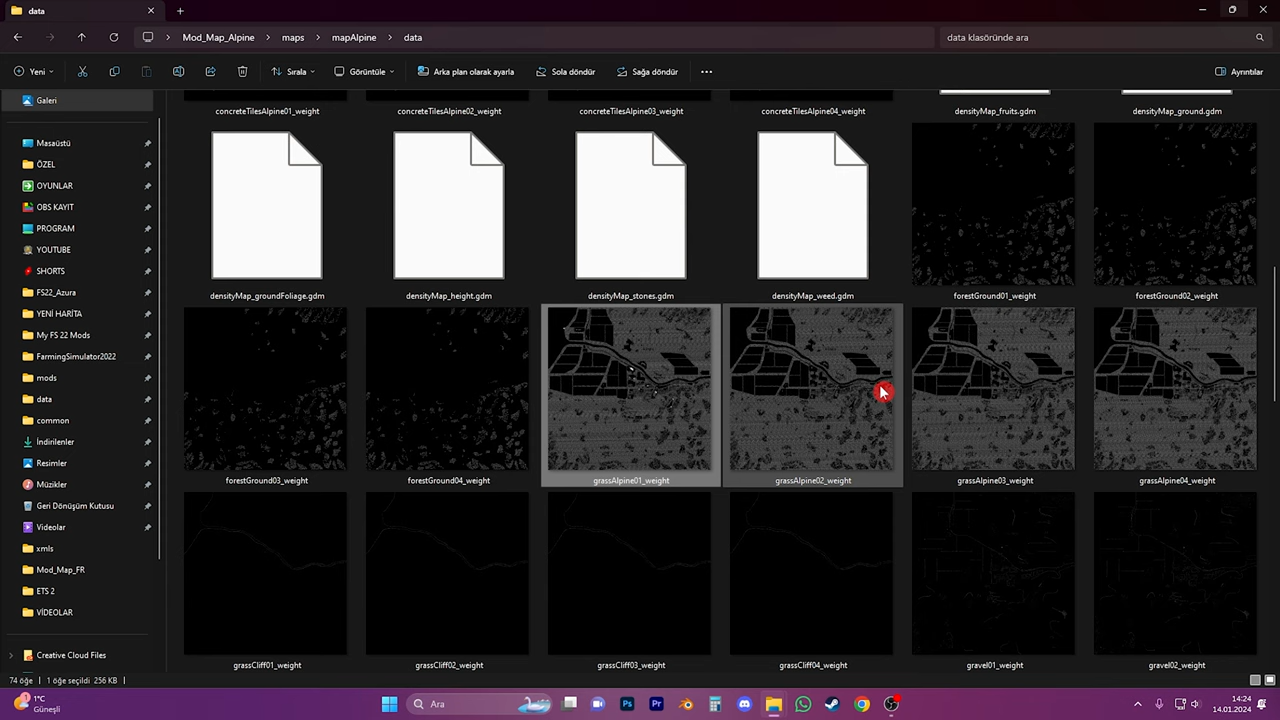 data
Mod_Map_Alpine
maps
mapAlpine
data
data klasöründe ara
Yeni
Sırala
Görüntüle
Arka plan olarak ayarla
Sola döndür
Sağa döndür
Ayrıntılar
Galeri
Masaüstü
ÖZEL
OYUNLAR
OBS KAYIT
PROGRAM
YOUTUBE
SHORTS
FS22_Azura
YENİ HARİTA
My FS 22 Mods
FarmingSimulator2022
mods
data
common
İndirilenler
Resimler
Müzikler
Geri Dönüşüm Kutusu
Videolar
xmls
Mod_Map_FR
ETS 2
VİDEOLAR
Creative Cloud Files
concreteTilesAlpine01_weight
concreteTilesAlpine02_weight
concreteTilesAlpine03_weight
concreteTilesAlpine04_weight
densityMap_fruits.gdm
densityMap_ground.gdm
densityMap_groundFoliage.gdm
densityMap_height.gdm
densityMap_stones.gdm
densityMap_weed.gdm
forestGround01_weight
forestGround02_weight
forestGround03_weight
forestGround04_weight
grassAlpine01_weight
grassAlpine02_weight
grassAlpine03_weight
grassAlpine04_weight
grassCliff01_weight
grassCliff02_weight
grassCliff03_weight
grassCliff04_weight
gravel01_weight
gravel02_weight
74 öğe
1 öğe seçildi 256 KB
1°C
Güneşli
Ara
Ps
Pr
14:24
14.01.2024